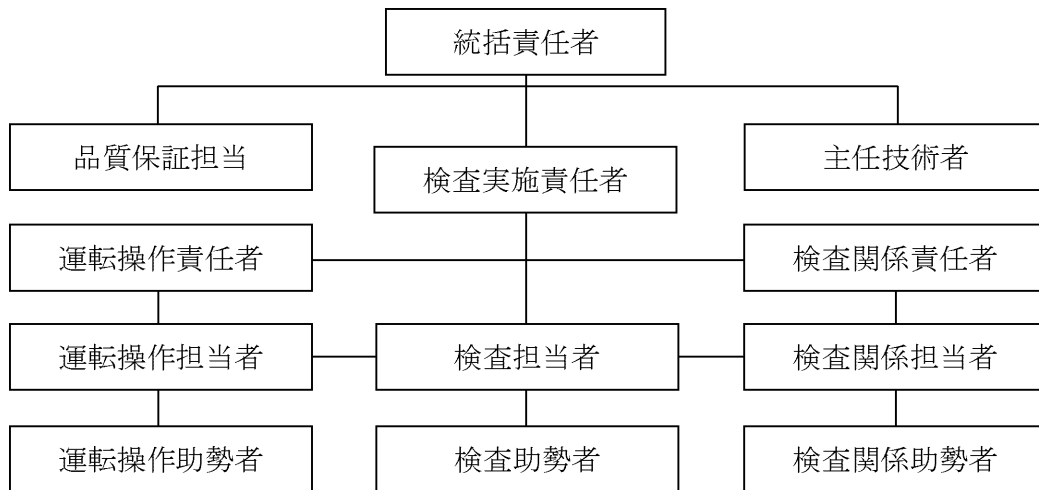 統括責任者
品質保証担当
検査実施責任者
主任技術者
運転操作責任者
検査関係責任者
運転操作担当者
検査担当者
検査関係担当者
運転操作助勢者
検査助勢者
検査関係助勢者